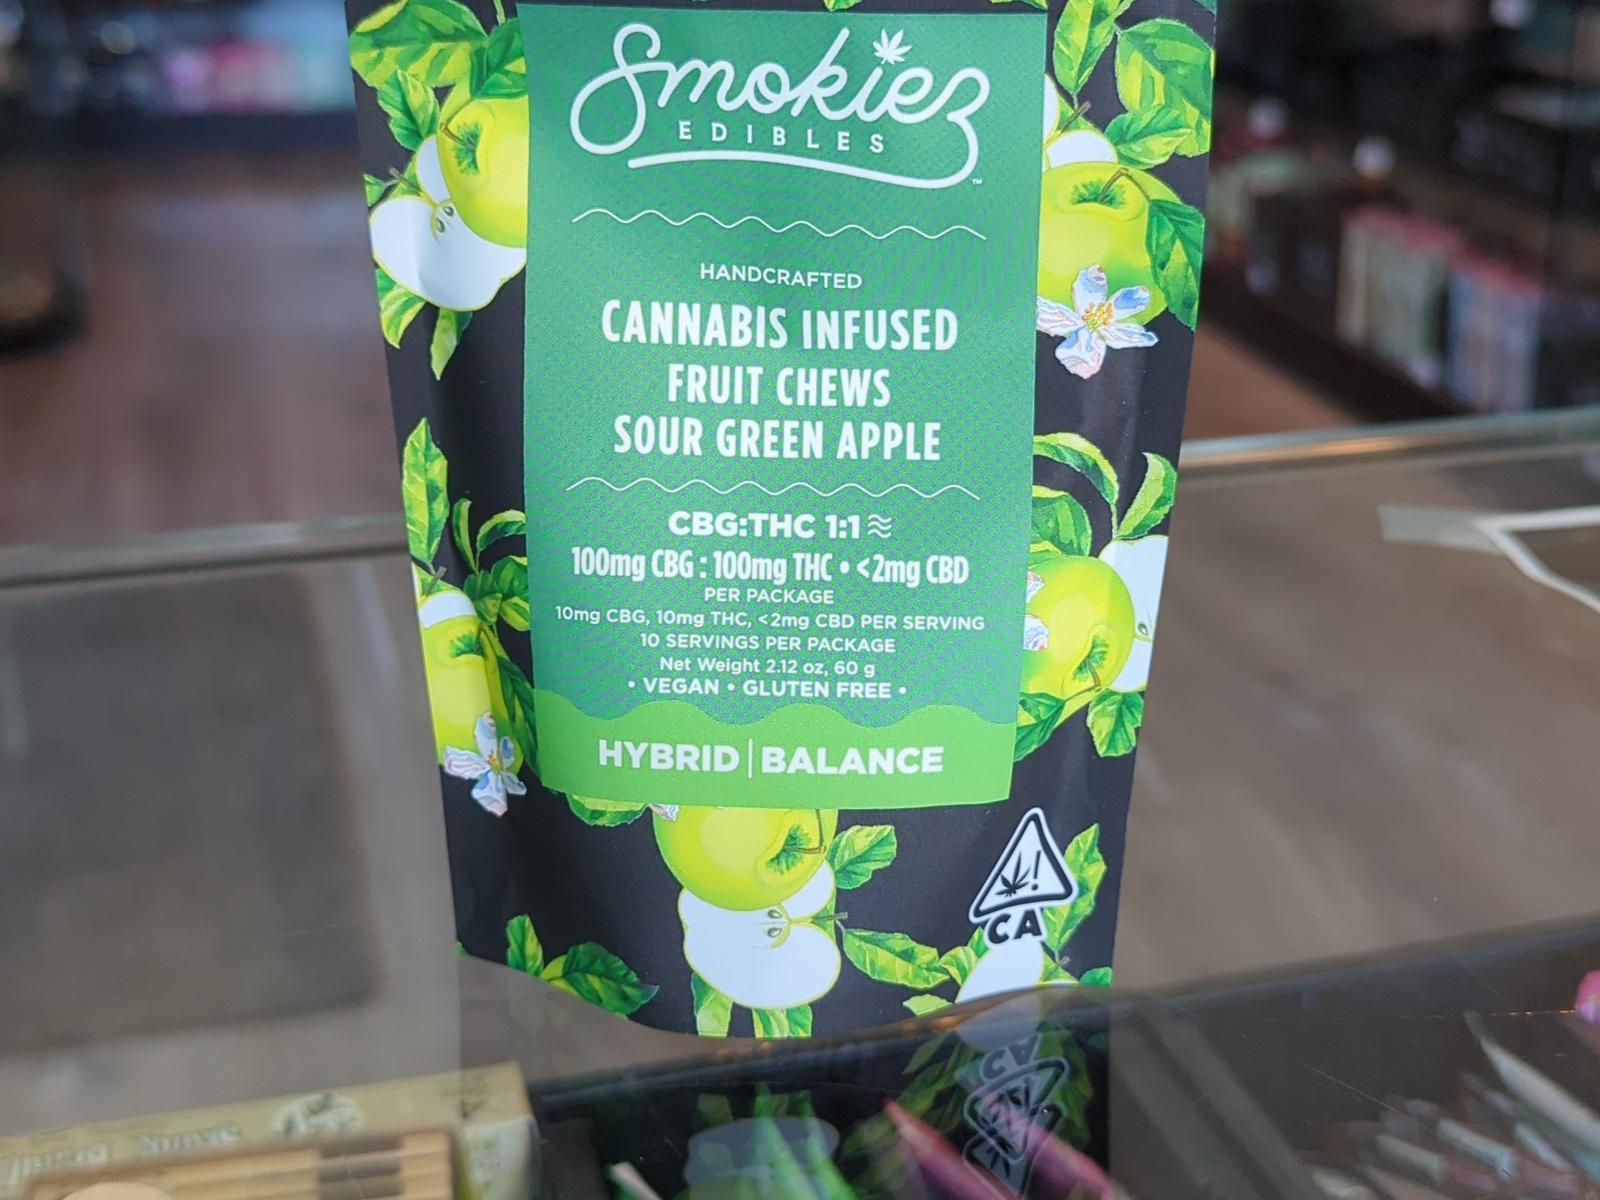 Smokiez
EDIBLES
™
HANDCRAFTED
CANNABIS INFUSED
FRUIT CHEWS
SOUR GREEN APPLE
CBG:THC 1:1
100mg CBG : 100mg THC • <2mg CBD
PER PACKAGE
10mg CBG, 10mg THC, <2mg CBD PER SERVING
10 SERVINGS PER PACKAGE
Net Weight 2.12 oz, 60 g
• VEGAN • GLUTEN FREE •
HYBRID | BALANCE
!
CA